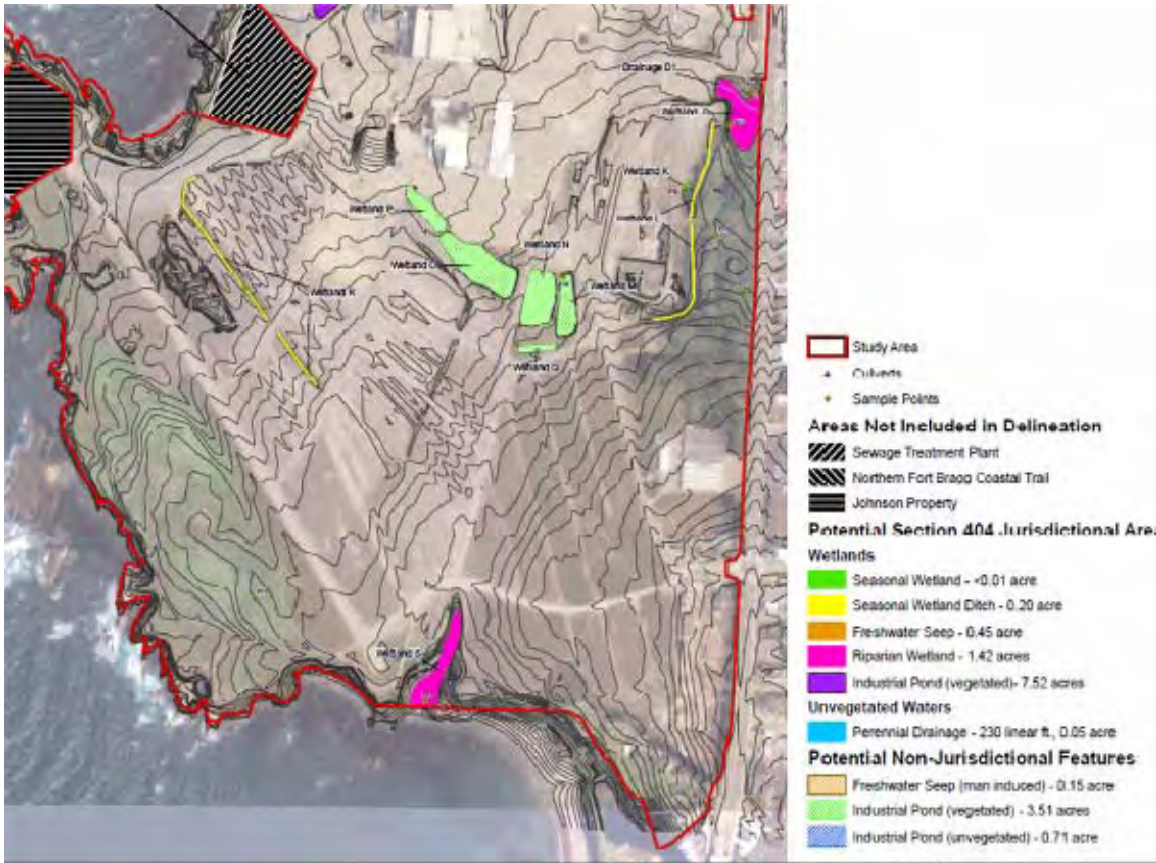 Drainage D1
Wetland K
Wetland L
Wetland P
Wetland N
Wetland M
Wetland R
Wetland Q
Wetland S
Study Area
Culverts
Sample Points
Areas Not Included in Delineation
Sewage Treatment Plant
Northern Fort Bragg Coastal Trail
Johnson Property
Potential Section 404 Jurisdictional Area
Wetlands
Seasonal Wetland - <0.01 acre
Seasonal Wetland Ditch - 0.20 acre
Freshwater Seep - 0.45 acre
Riparian Wetland - 1.42 acres
Industrial Pond (vegetated)- 7.52 acres
Unvegetated Waters
Perennial Drainage - 230 linear ft., 0.05 acre
Potential Non-Jurisdictional Features
Freshwater Seep (man induced) - 0.15 acre
Industrial Pond (vegetated) - 3.51 acres
Industrial Pond (unvegetated) - 0.71 acre